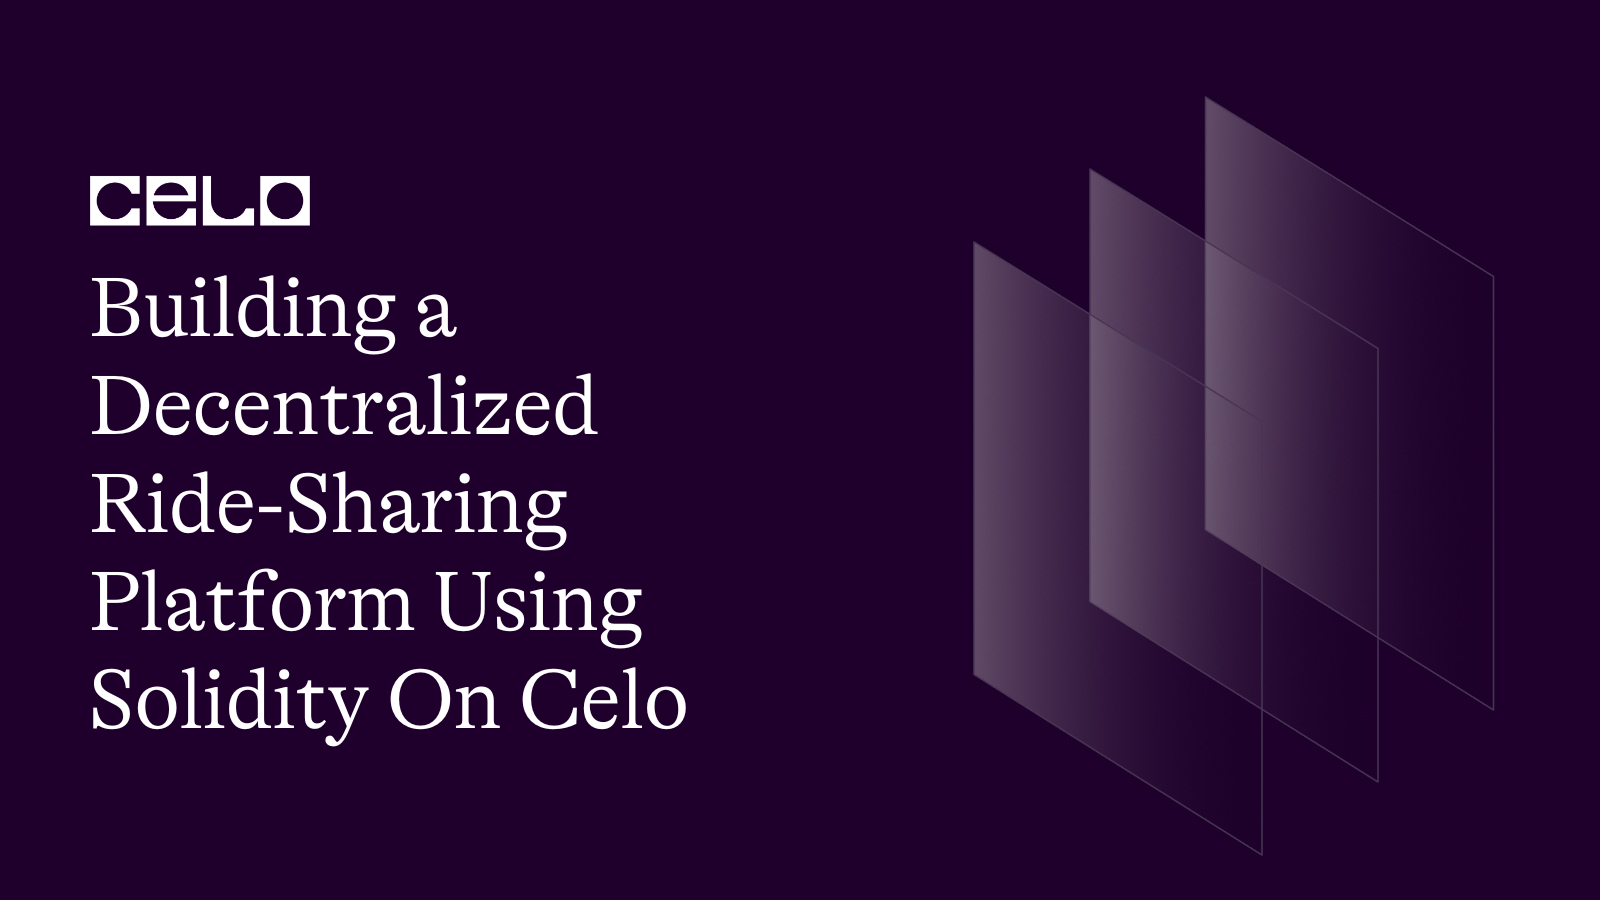 CELO
Building a
Decentralized
Ride-Sharing
Platform Using
Solidity On Celo